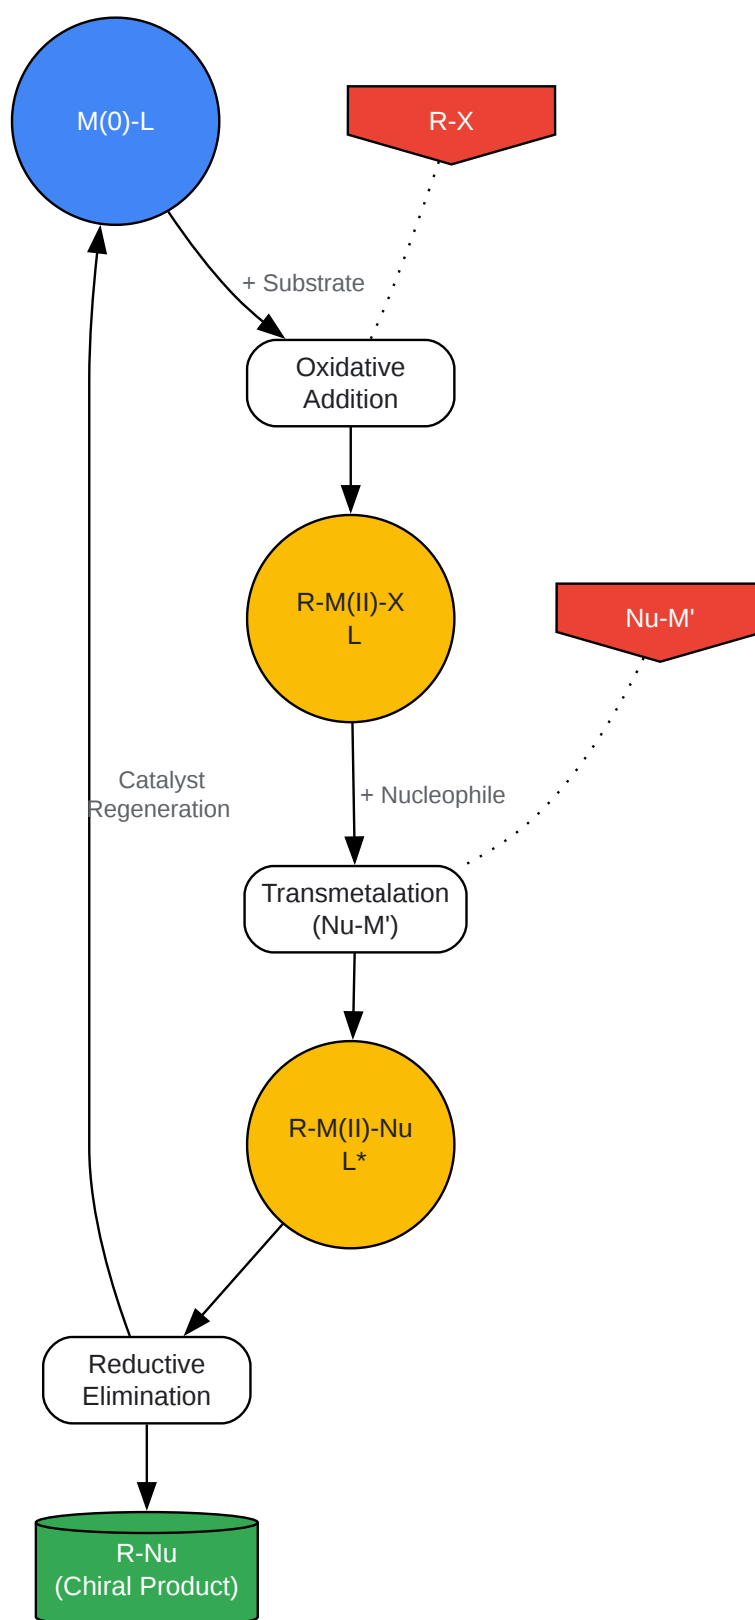 M(0)-L
R-X
+ Substrate
Oxidative
Addition
R-M(II)-X
L
Nu-M'
Catalyst
Regeneration
+ Nucleophile
Transmetalation
(Nu-M')
R-M(II)-Nu
L*
Reductive
Elimination
R-Nu
(Chiral Product)